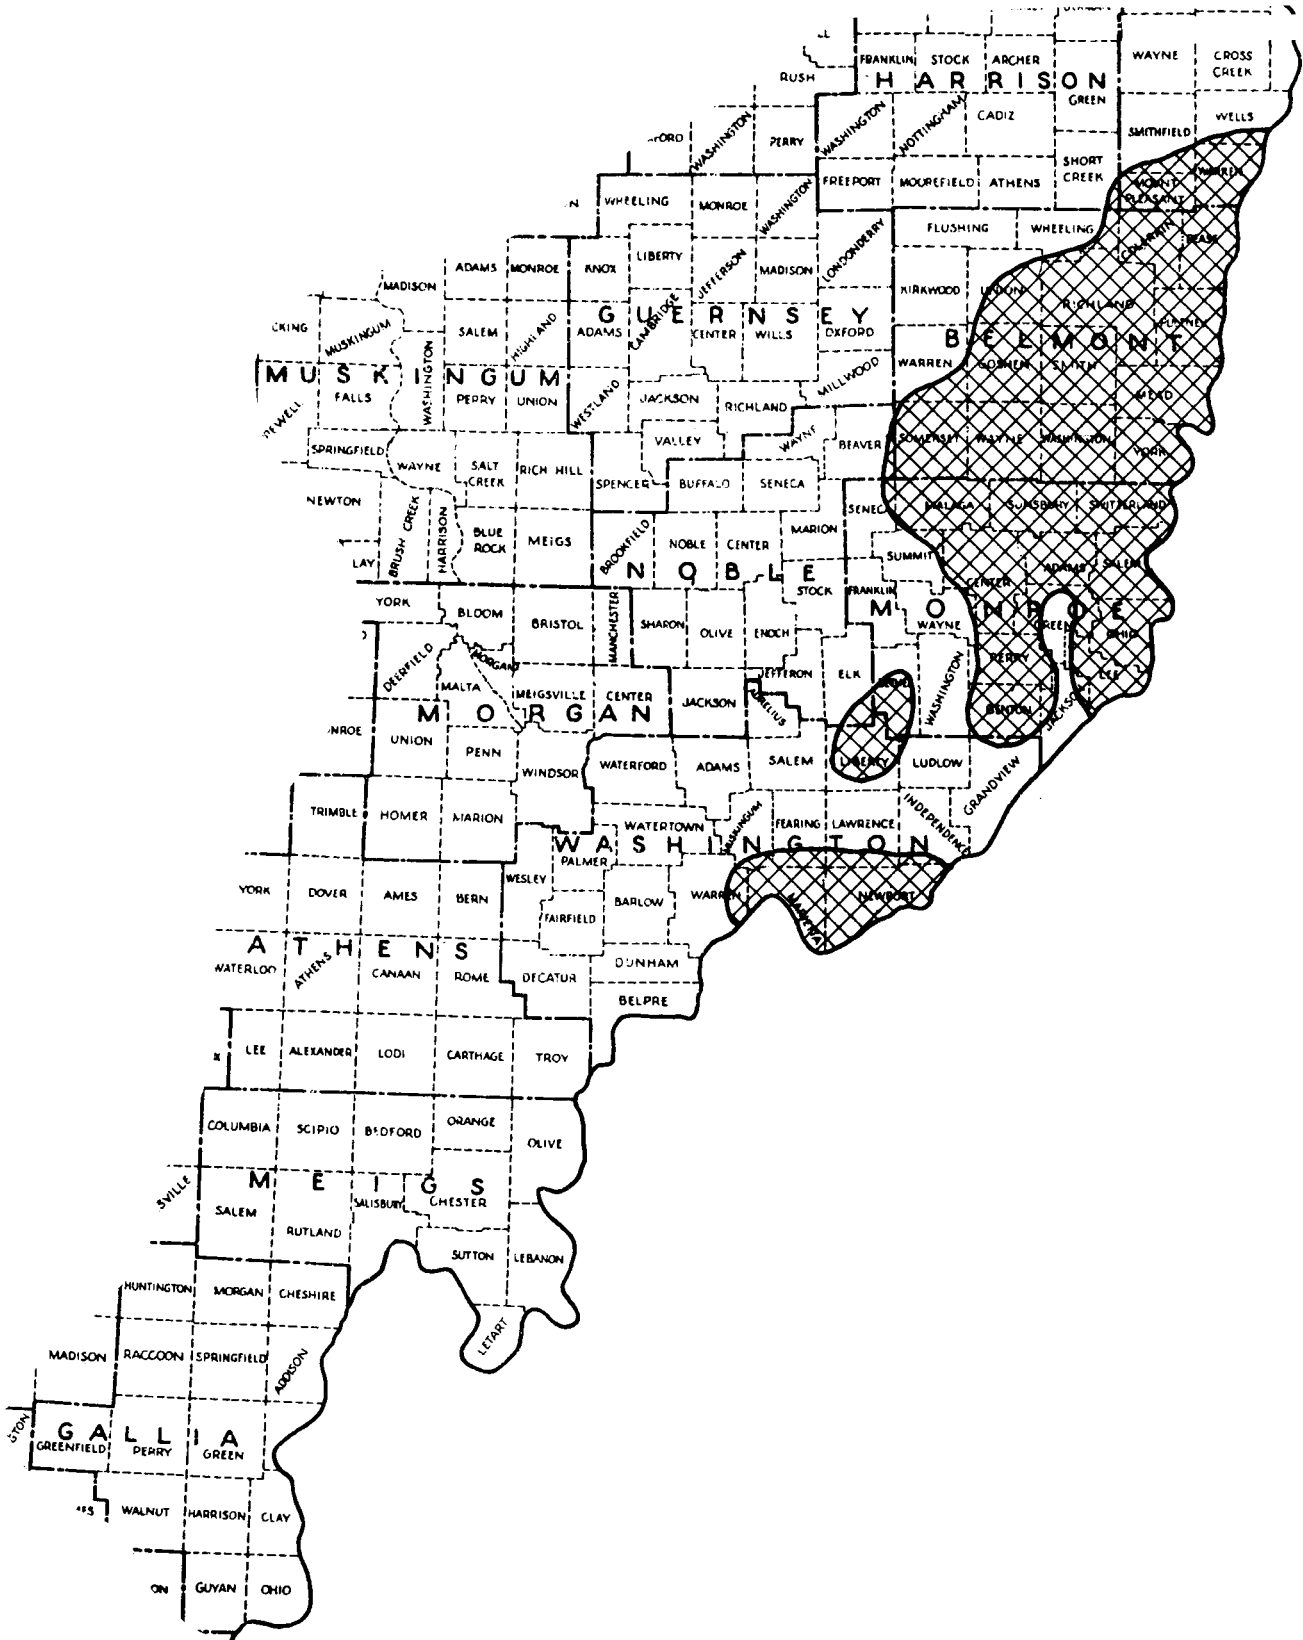 FRANKLIN STOCK ARCHER
WAYNE CROSS CREEK
RUSH
HARRISON
GREEN
WASHINGTON PERRY WASHINGTON NOTTINGHAM CADIZ
SMITHFIELD WELLS
SHORT CREEK
FREEPORT MOOREFIELD ATHENS
MOUNT PLEASANT WARREN
WHEELING MONROE WASHINGTON
LONDONDERRY FLUSHING WHEELING COLERAIN PEASE
ADAMS MONROE KNOX LIBERTY JEFFERSON MADISON
MADISON
KIRKWOOD UNION RICHLAND
GUERNSEY
CKING MUSKINGUM SALEM HIGHLAND ADAMS CAMBRIDGE CENTER WILLS OXFORD
PULTNEY
BELMONT
WARREN GOSHEN SMITH
MUSKINGUM
FALLS WASHINGTON PERRY UNION WESTLAND JACKSON RICHLAND MILLWOOD
MEAD
SPRINGFIELD WAYNE SALT CREEK RICH HILL VALLEY WAYNE BEAVER SOMERSET WAYNE WASHINGTON YORK
SPENCER BUFFALO SENECA
NEWTON BRUSH CREEK HARRISON BLUE ROCK MEIGS BROOKFIELD NOBLE CENTER MARION
SENEC MALAGA SUNSBURY SWITZERLAND
LAY SUMMIT CENTER ADAMS SALEM
NOBLE
STOCK FRANKLIN
MONROE
YORK BLOOM BRISTOL MANCHESTER SHARON OLIVE ENOCH WAYNE GREEN OHIO
DEERFIELD MORGAN PERRY
MALTA MEIGSVILLE CENTER JACKSON AURELIUS JEFFERSON ELK WASHINGTON LEE
MORGAN
BENTON JACKSON
NROE UNION PENN WINDSOR WATERFORD ADAMS SALEM LIBERTY LUDLOW GRANDVIEW
TRIMBLE HOMER MARION WATERTOWN MUSKINGUM FEARING LAWRENCE INDEPENDENCE
WASHINGTON
PALMER
YORK DOVER AMES BERN WESLEY FAIRFIELD BARLOW WARREN MARIETTA NEWPORT
ATHENS
WATERLOO ATHENS CANAAN ROME DECATUR DUNHAM
BELPRE
LEE ALEXANDER LODI CARTHAGE TROY
COLUMBIA SCIPIO BEDFORD ORANGE OLIVE
MEIGS
SVILLE SALEM RUTLAND SALISBURY CHESTER
SUTTON LEBANON
HUNTINGTON MORGAN CHESHIRE
LETART
MADISON RACCOON SPRINGFIELD ADDISON
GALLIA
GREENFIELD PERRY GREEN
WALNUT HARRISON CLAY
ON GUYAN OHIO